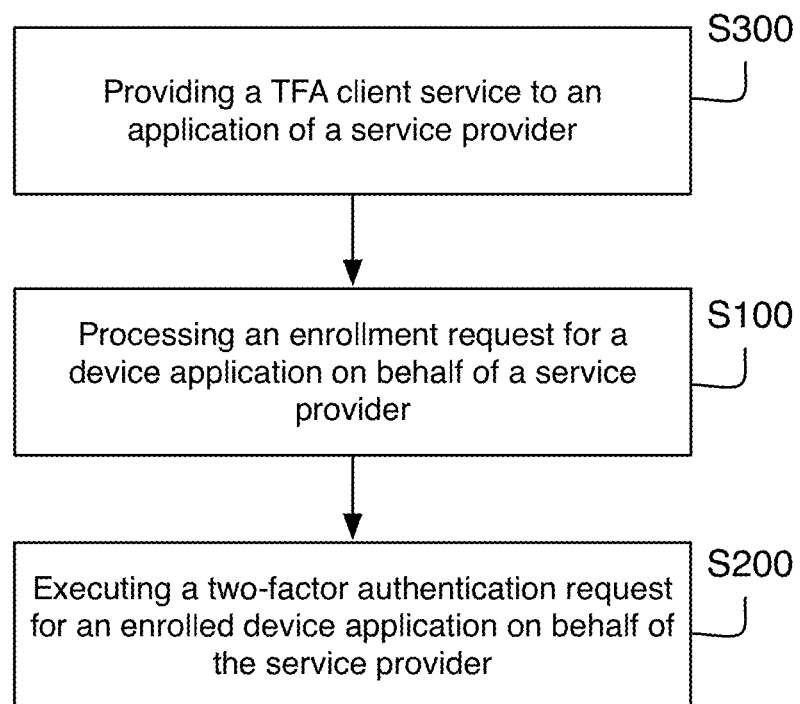 S300
Providing a TFA client service to an
application of a service provider
S100
Processing an enrollment request for a
device application on behalf of a service
provider
S200
Executing a two-factor authentication request
for an enrolled device application on behalf of
the service provider